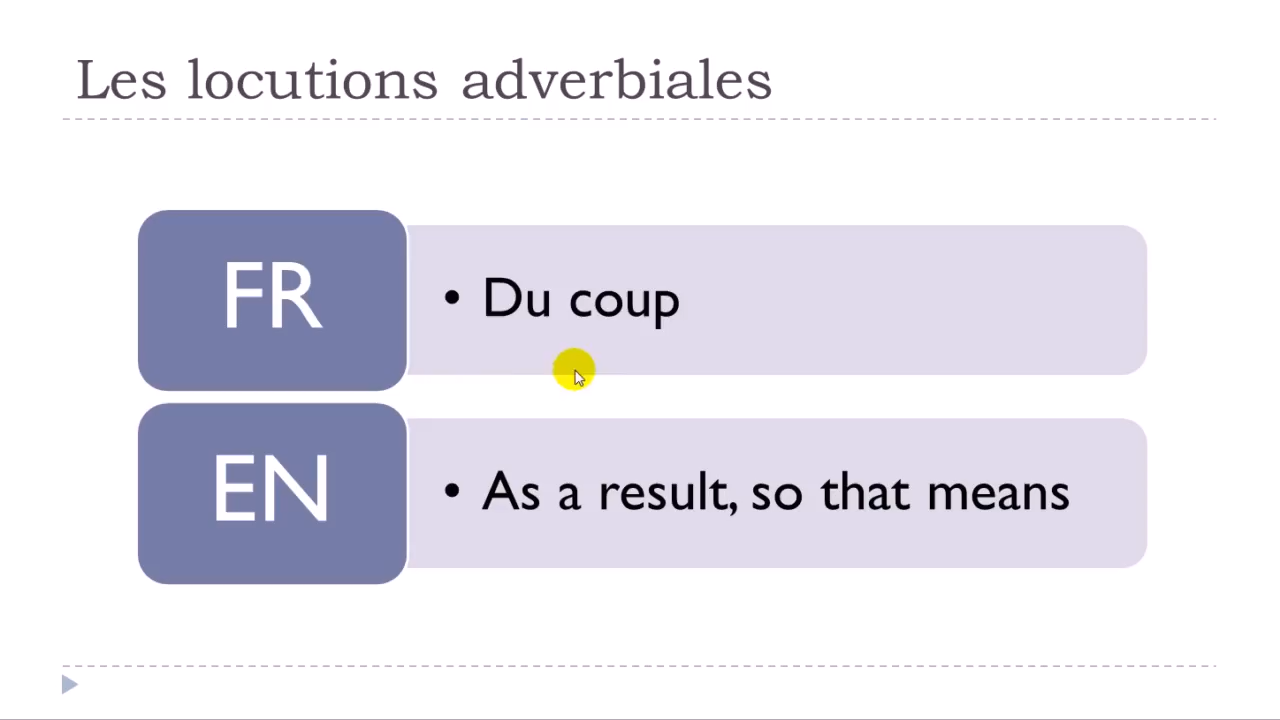 Les locutions adverbiales
FR
• Du coup
EN
• As a result, so that means